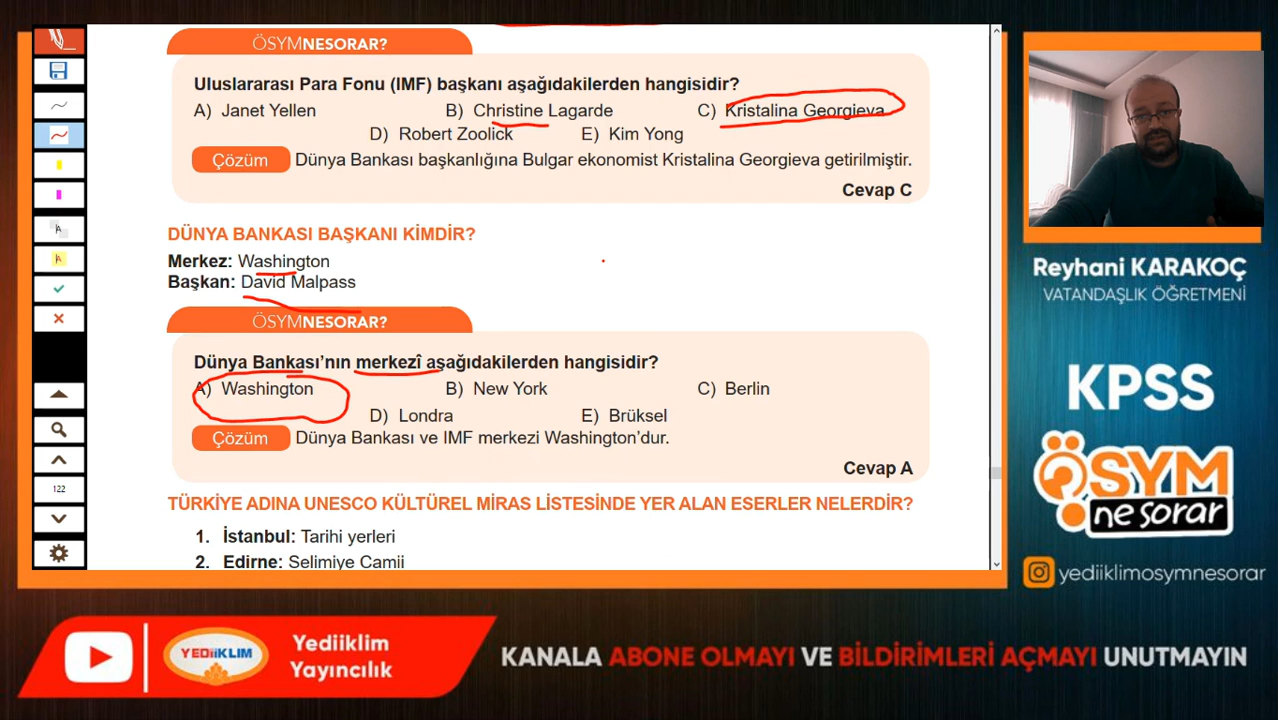 ÖSYMNESORAR?
Uluslararası Para Fonu (IMF) başkanı aşağıdakilerden hangisidir?
A) Janet Yellen B) Christine Lagarde C) Kristalina Georgieva
D) Robert Zoolick E) Kim Yong
Çözüm Dünya Bankası başkanlığına Bulgar ekonomist Kristalina Georgieva getirilmiştir.
Cevap C
DÜNYA BANKASI BAŞKANI KİMDİR?
Merkez: Washington
Başkan: David Malpass
ÖSYMNESORAR?
Dünya Bankası’nın merkezî aşağıdakilerden hangisidir?
A) Washington B) New York C) Berlin
D) Londra E) Brüksel
Çözüm Dünya Bankası ve IMF merkezi Washington’dur.
Cevap A
TÜRKİYE ADINA UNESCO KÜLTÜREL MİRAS LİSTESİNDE YER ALAN ESERLER NELERDİR?
1. İstanbul: Tarihi yerleri
2. Edirne: Selimiye Camii
A
A
122
Reyhani KARAKOÇ
VATANDAŞLIK ÖĞRETMENİ
KPSS
ÖSYM
ne sorar
yediiklimosymnesorar
YEDiiKLiM
Yediiklim
Yayıncılık
KANALA ABONE OLMAYI VE BİLDİRİMLERİ AÇMAYI UNUTMAYIN